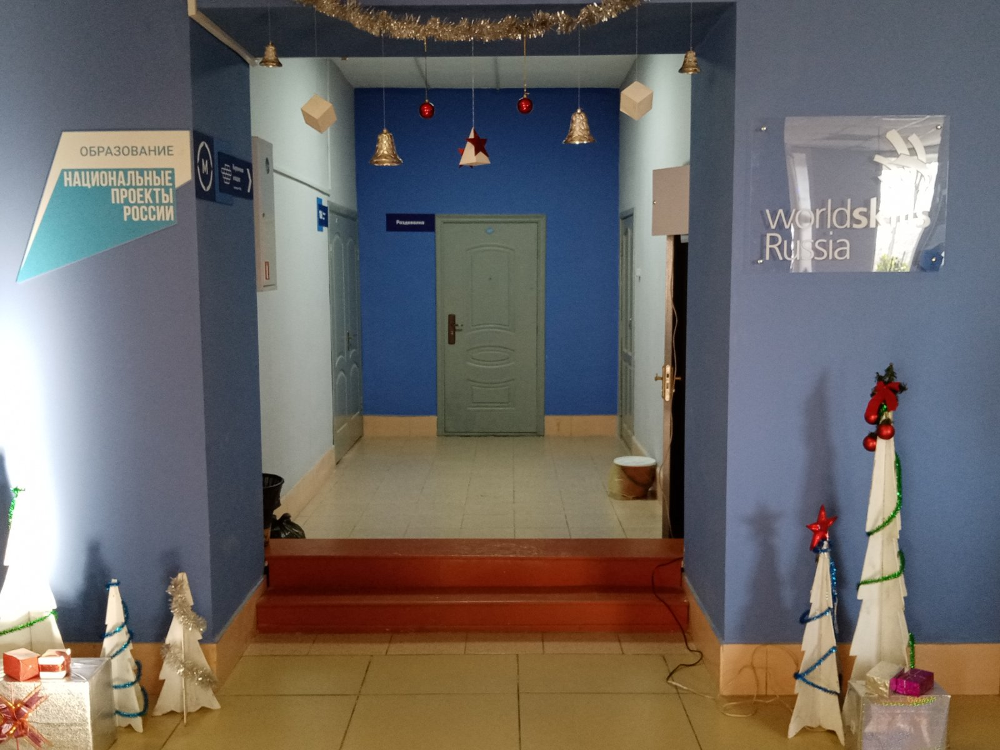 ОБРАЗОВАНИЕ
НАЦИОНАЛЬНЫЕ
ПРОЕКТЫ
РОССИИ
М
Раздевалка
worldskills
Russia